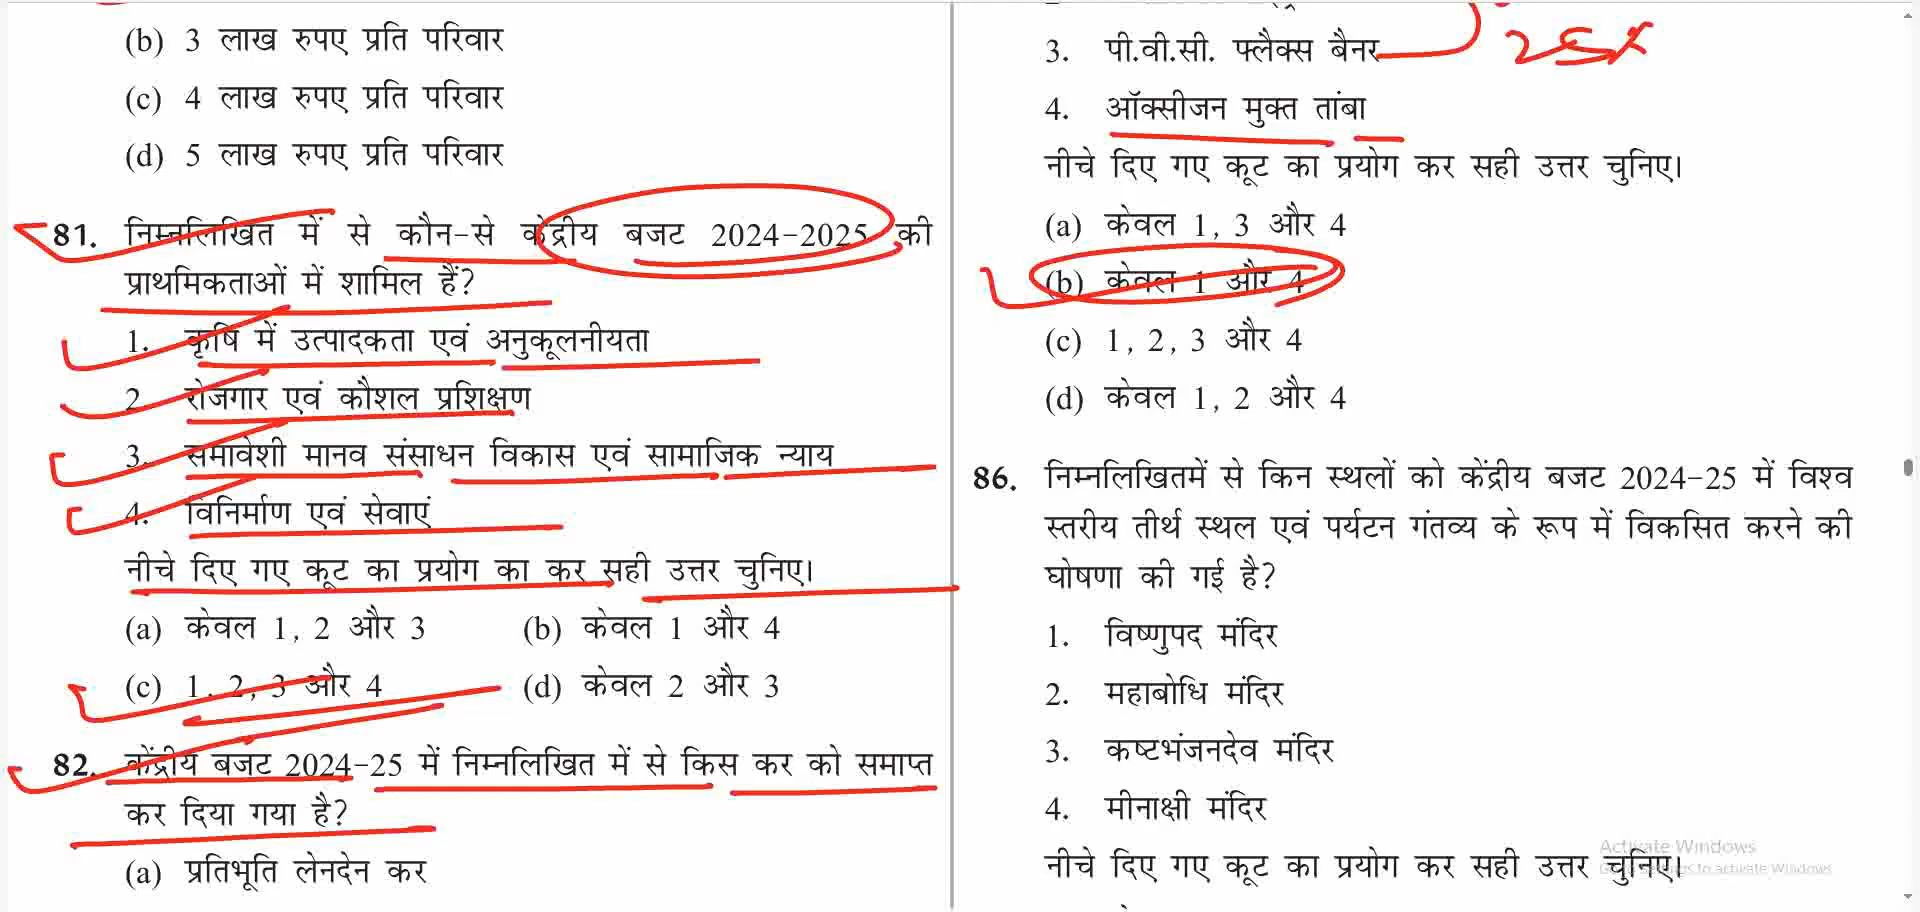 (b) 3 लाख रुपए प्रति परिवार
(c) 4 लाख रुपए प्रति परिवार
(d) 5 लाख रुपए प्रति परिवार
81. निम्नलिखित में से कौन-से केंद्रीय बजट 2024-2025 की
प्राथमिकताओं में शामिल हैं?
1. कृषि में उत्पादकता एवं अनुकूलनीयता
2. रोजगार एवं कौशल प्रशिक्षण
3. समावेशी मानव संसाधन विकास एवं सामाजिक न्याय
4. विनिर्माण एवं सेवाएं
नीचे दिए गए कूट का प्रयोग का कर सही उत्तर चुनिए।
(a) केवल 1, 2 और 3 (b) केवल 1 और 4
(c) 1, 2, 3 और 4 (d) केवल 2 और 3
82. केंद्रीय बजट 2024-25 में निम्नलिखित में से किस कर को समाप्त
कर दिया गया है?
(a) प्रतिभूति लेनदेन कर
3. पी.वी.सी. फ्लैक्स बैनर
4. ऑक्सीजन मुक्त तांबा
नीचे दिए गए कूट का प्रयोग कर सही उत्तर चुनिए।
(a) केवल 1, 3 और 4
(b) केवल 1 और 4
(c) 1, 2, 3 और 4
(d) केवल 1, 2 और 4
86. निम्नलिखितमें से किन स्थलों को केंद्रीय बजट 2024-25 में विश्व
स्तरीय तीर्थ स्थल एवं पर्यटन गंतव्य के रूप में विकसित करने की
घोषणा की गई है?
1. विष्णुपद मंदिर
2. महाबोधि मंदिर
3. कष्टभंजनदेव मंदिर
4. मीनाक्षी मंदिर
नीचे दिए गए कूट का प्रयोग कर सही उत्तर चुनिए।
Activate Windows
Go to Settings to activate Windows.